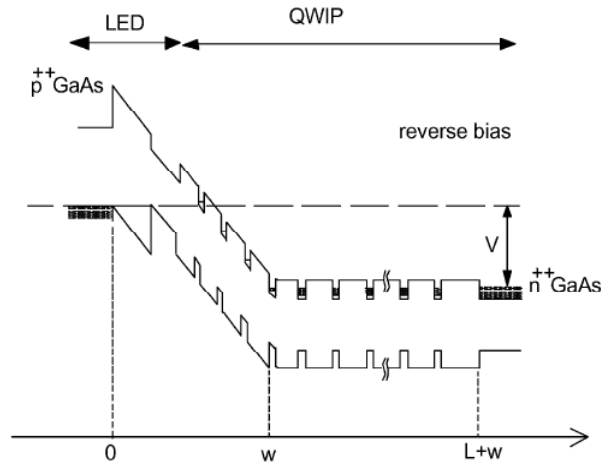 LED
QWIP
p++GaAs
reverse bias
V
n++GaAs
0
w
L+w